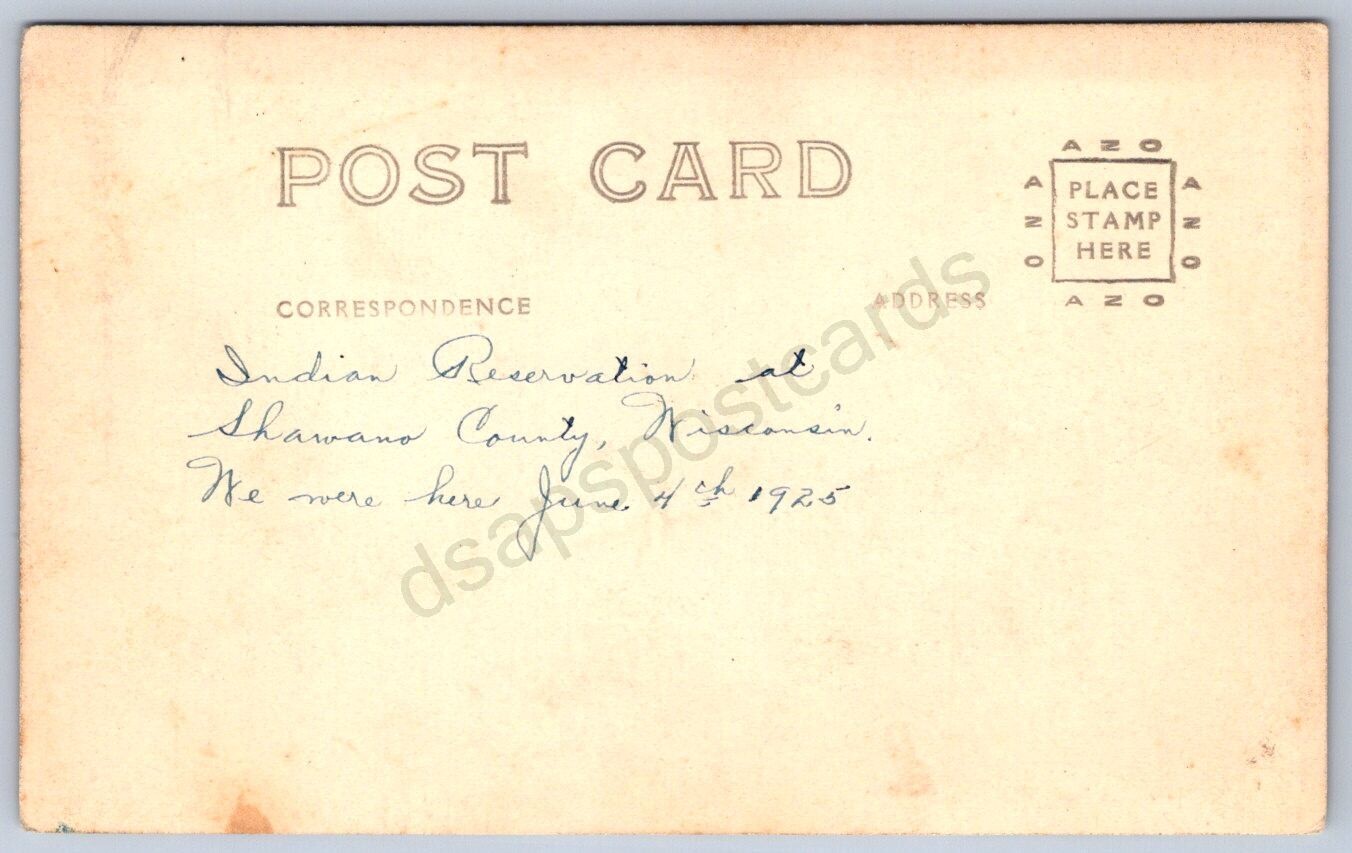 POST CARD
AZO
A PLACE A
Z STAMP Z
O HERE O
AZO
CORRESPONDENCE ADDRESS
Indian Reservation at
Shawano County, Wisconsin.
We were here June 4th 1925
dsapspostcards